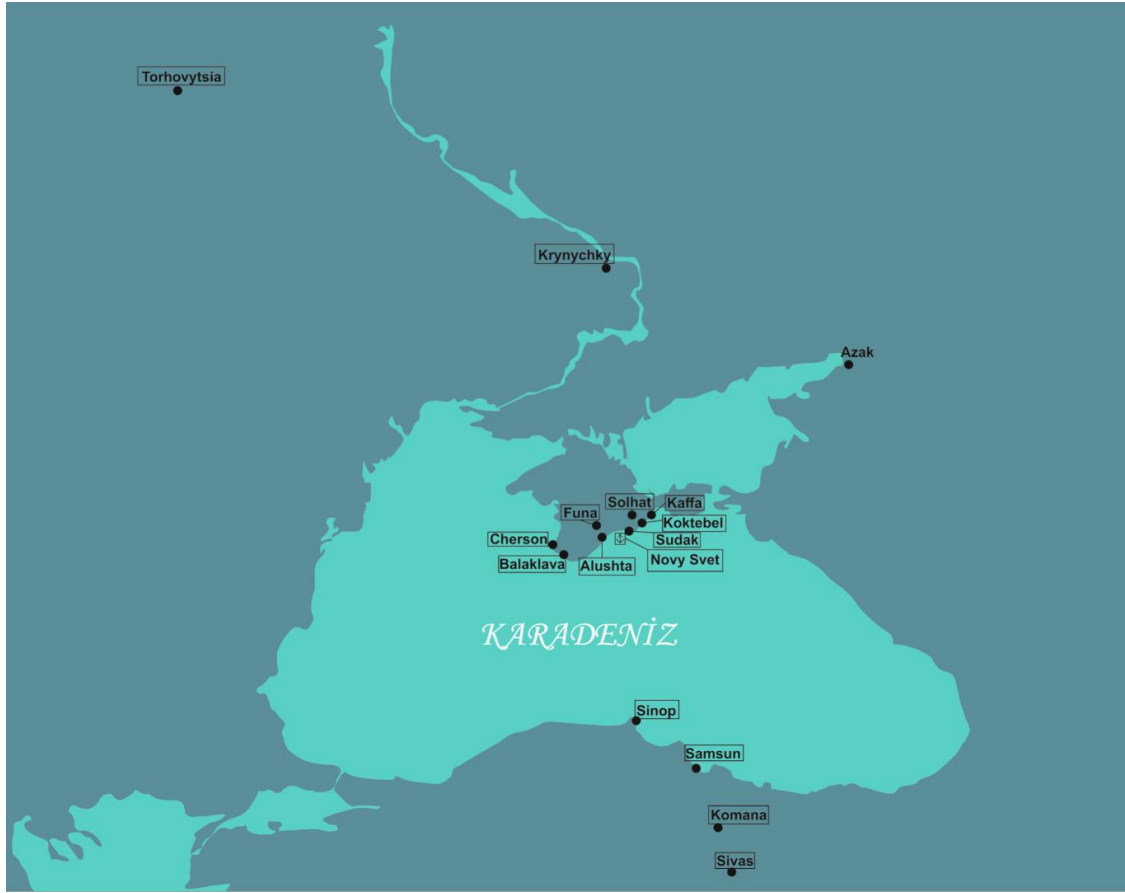 Torhovytsia
Krynychky
Azak
Solhat
Kaffa
Funa
Koktebel
Cherson
Sudak
Balaklava
Alushta
Novy Svet
KARADENİZ
Sinop
Samsun
Komana
Sivas